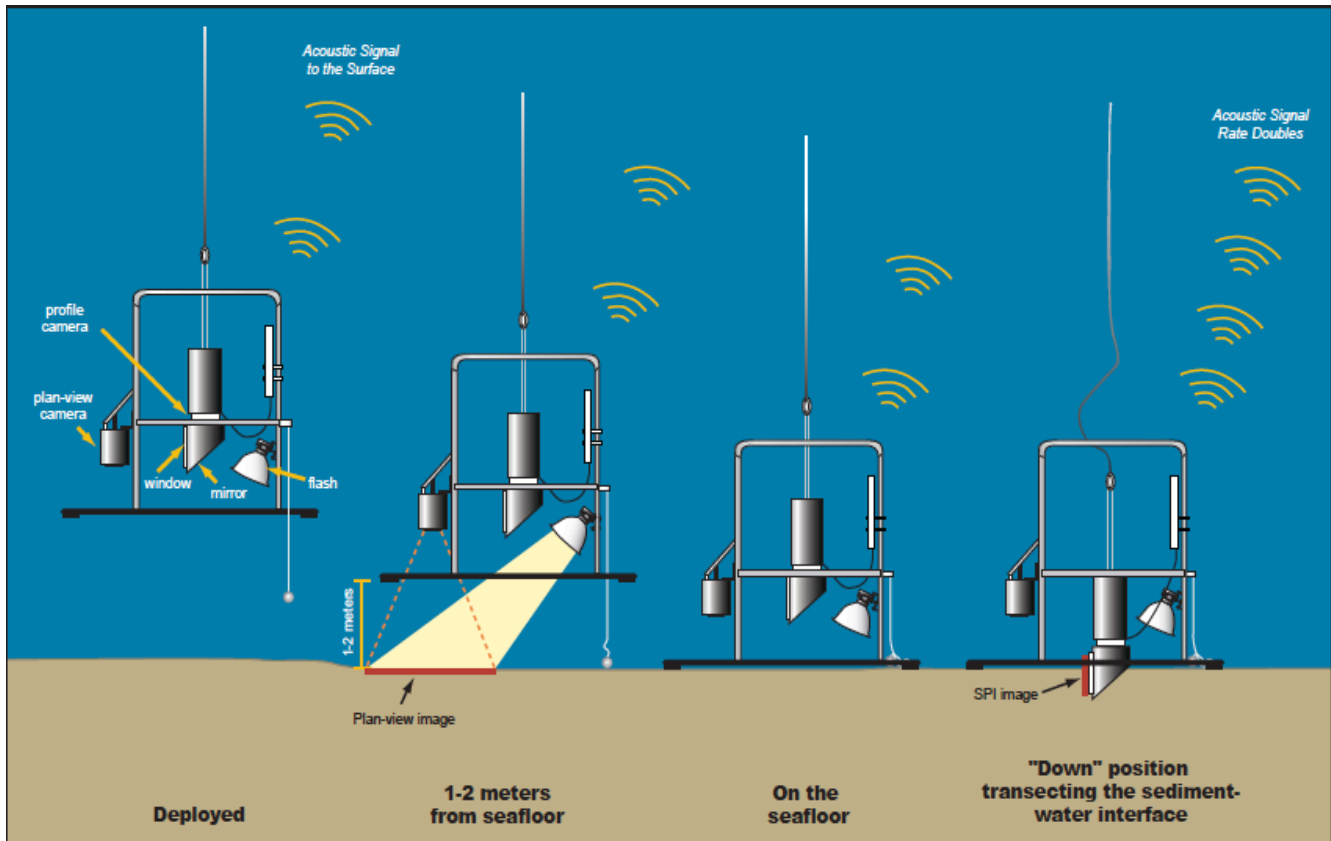 Acoustic Signal
to the Surface
Acoustic Signal
Rate Doubles
profile
camera
plan-view
camera
window
mirror
flash
1-2 meters
Plan-view image
SPI image
Deployed
1-2 meters
from seafloor
On the
seafloor
"Down" position
transecting the sediment-
water interface